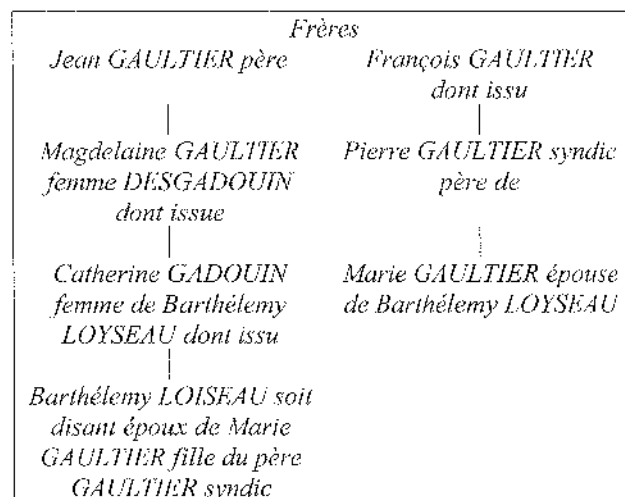 Frères
Jean GAULTIER père
François GAULTIER
dont issu
Magdelaine GAULTIER
femme DESGADOUIN
dont issue
Pierre GAULTIER syndic
père de
Catherine GADOUIN
femme de Barthélemy
LOYSEAU dont issu
Marie GAULTIER épouse
de Barthélemy LOYSEAU
Barthélemy LOISEAU soit
disant époux de Marie
GAULTIER fille du père
GAULTIER syndic